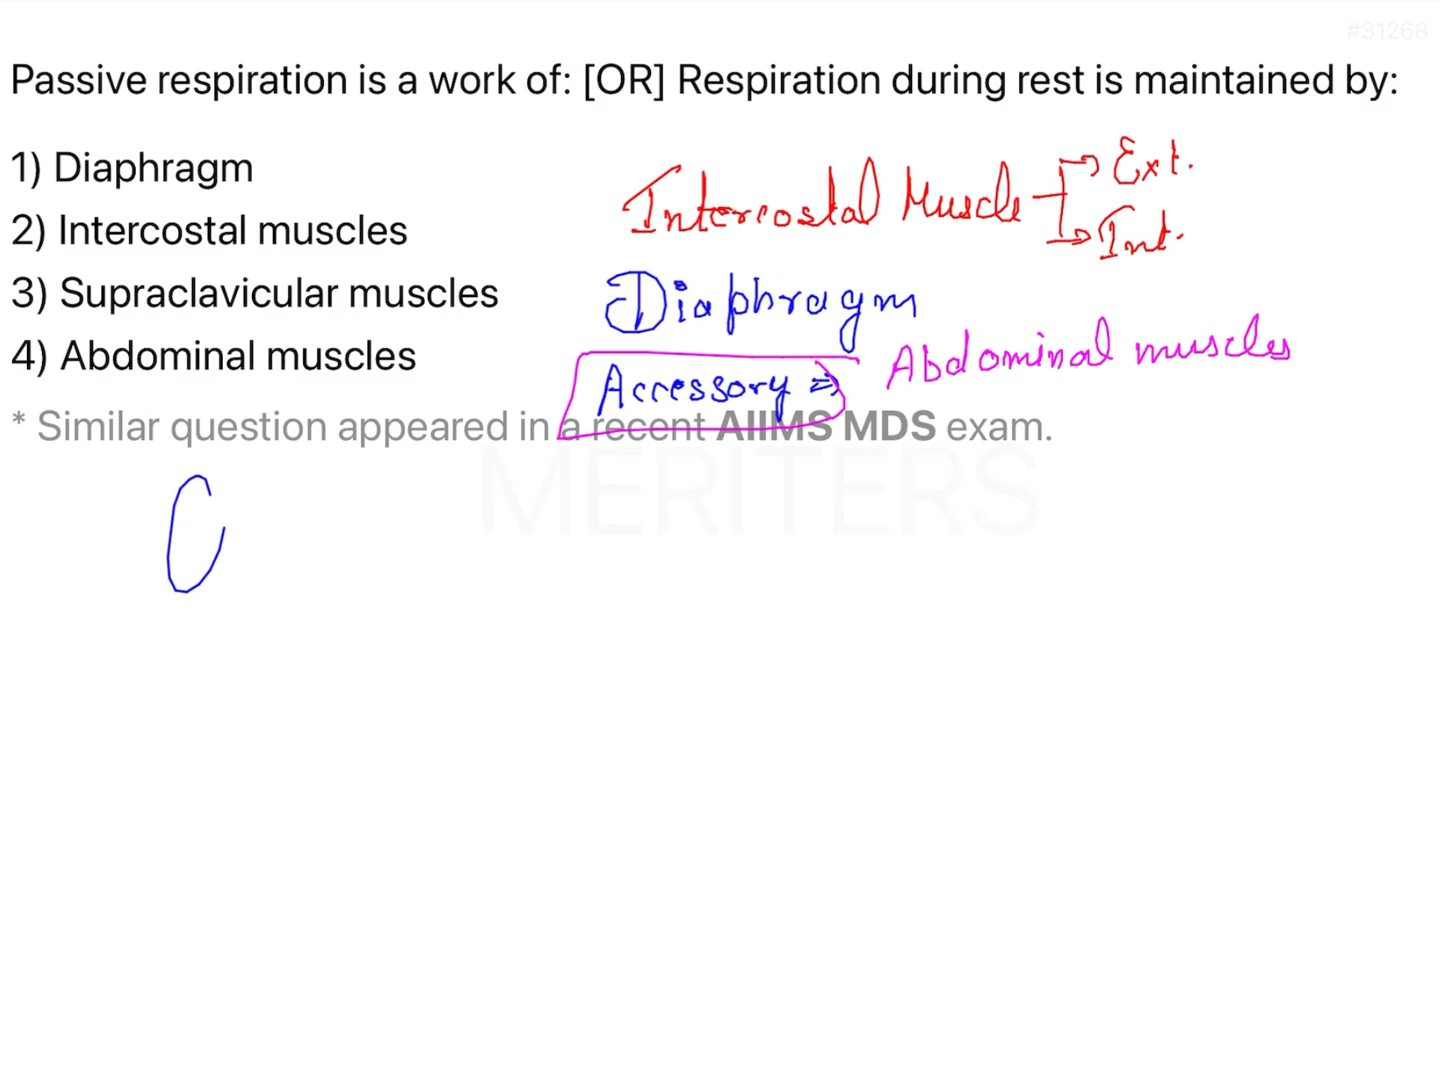 #31268
Passive respiration is a work of: [OR] Respiration during rest is maintained by:
1) Diaphragm
2) Intercostal muscles
3) Supraclavicular muscles
4) Abdominal muscles
* Similar question appeared in a recent AIIMS MDS exam.
Intercostal Muscle → Ext.
→ Int.
Diaphragm
Accessory ⇒ Abdominal muscles
MERITERS